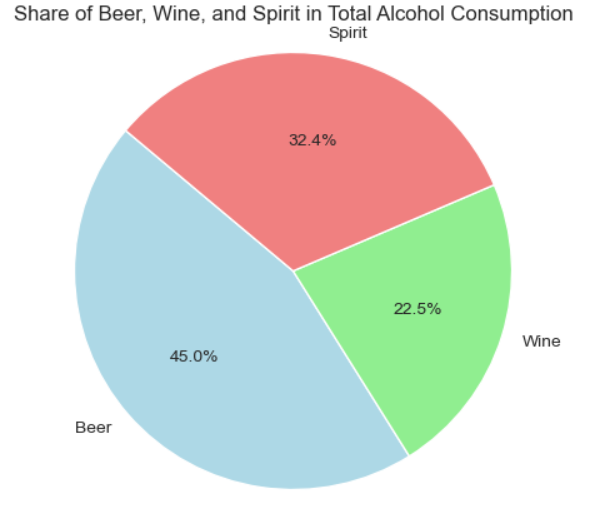 Share of Beer, Wine, and Spirit in Total Alcohol Consumption
Spirit
32.4%
22.5%
Wine
45.0%
Beer